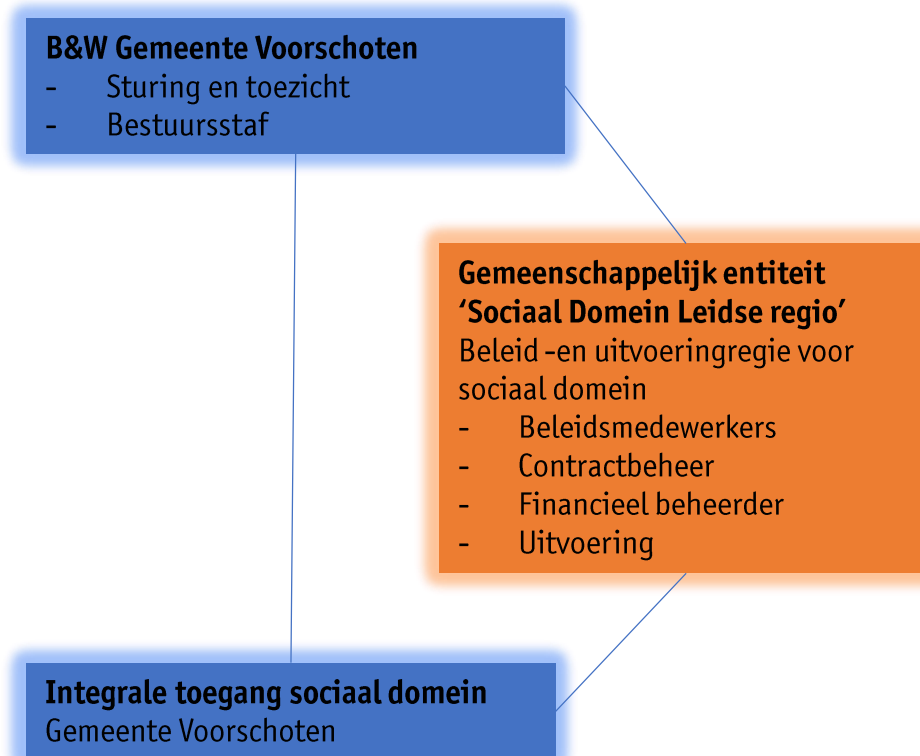 B&W Gemeente Voorschoten
- Sturing en toezicht
- Bestuursstaf
Gemeenschappelijk entiteit
‘Sociaal Domein Leidse regio’
Beleid -en uitvoeringregie voor
sociaal domein
- Beleidsmedewerkers
- Contractbeheer
- Financieel beheerder
- Uitvoering
Integrale toegang sociaal domein
Gemeente Voorschoten